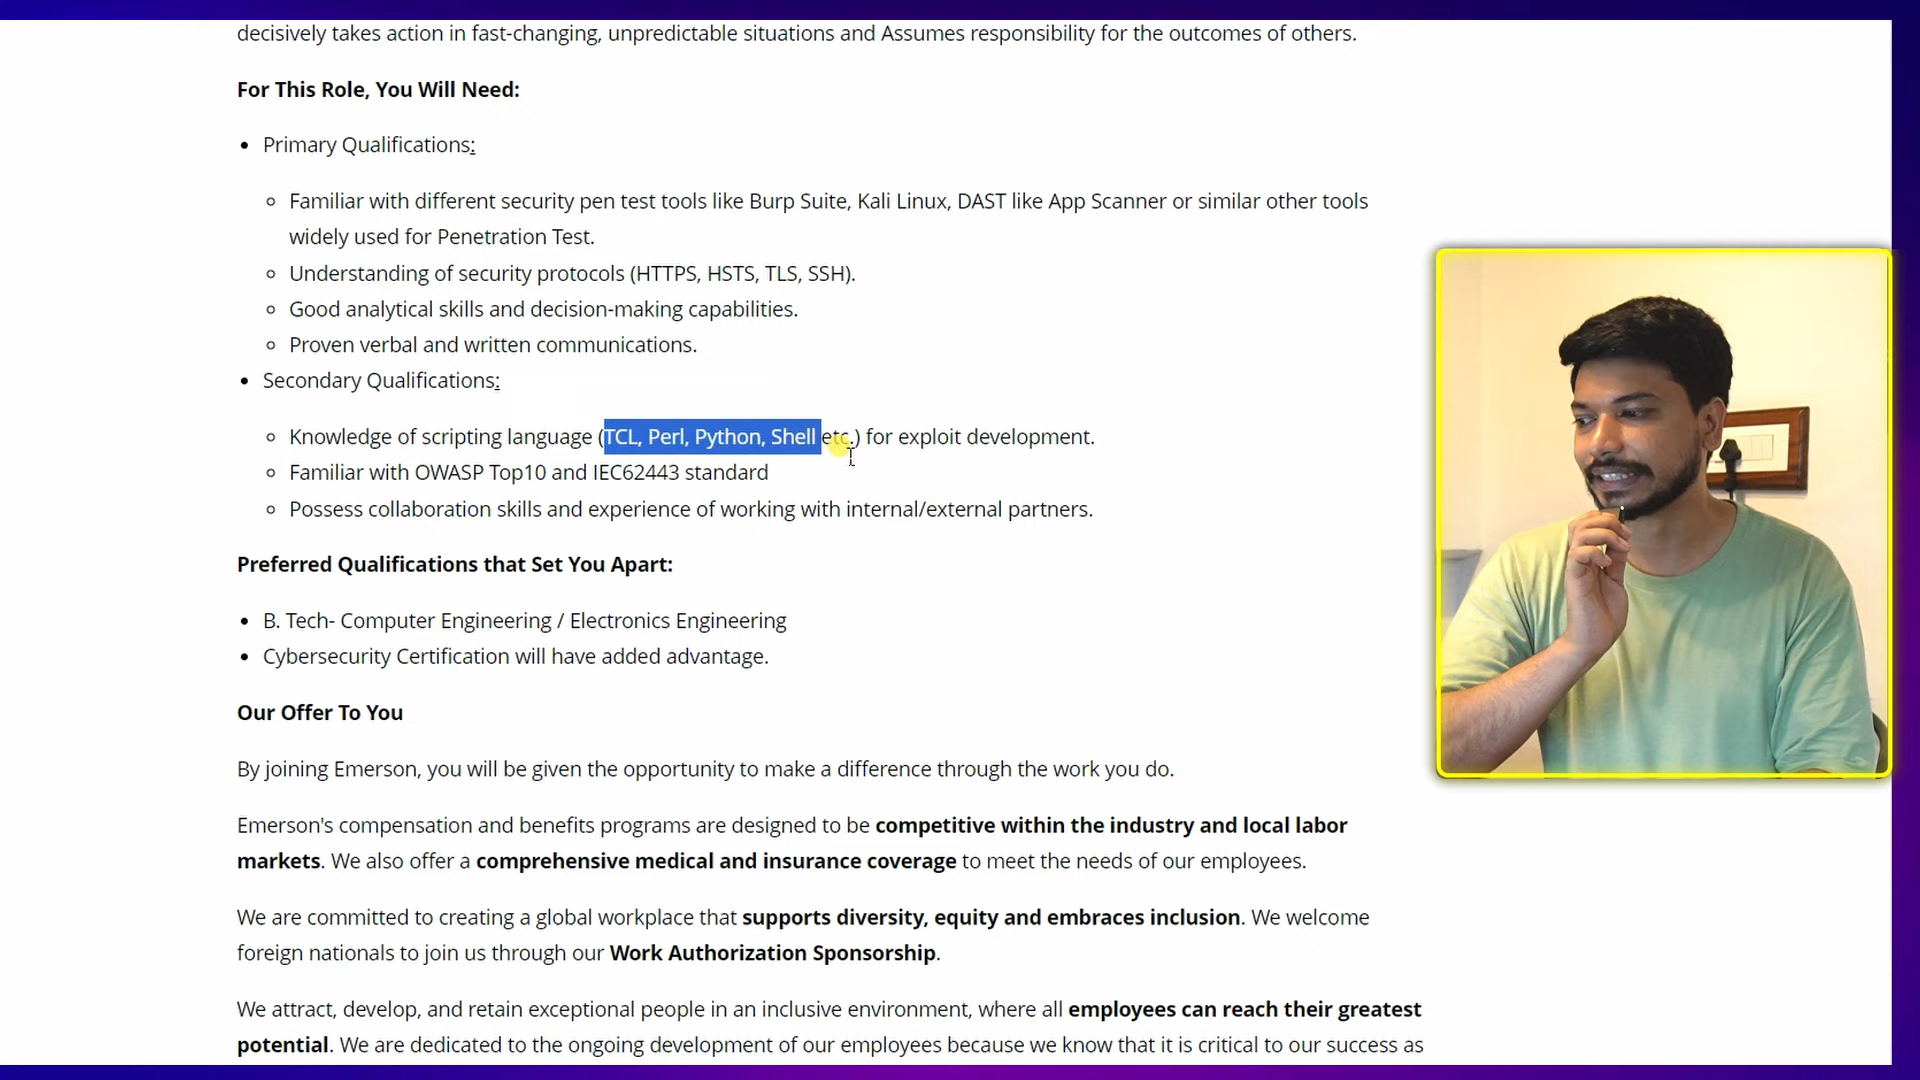 decisively takes action in fast-changing, unpredictable situations and Assumes responsibility for the outcomes of others.
For This Role, You Will Need:
• Primary Qualifications:
◦ Familiar with different security pen test tools like Burp Suite, Kali Linux, DAST like App Scanner or similar other tools
widely used for Penetration Test.
◦ Understanding of security protocols (HTTPS, HSTS, TLS, SSH).
◦ Good analytical skills and decision-making capabilities.
◦ Proven verbal and written communications.
• Secondary Qualifications:
◦ Knowledge of scripting language (TCL, Perl, Python, Shell etc.) for exploit development.
◦ Familiar with OWASP Top10 and IEC62443 standard
◦ Possess collaboration skills and experience of working with internal/external partners.
Preferred Qualifications that Set You Apart:
• B. Tech- Computer Engineering / Electronics Engineering
• Cybersecurity Certification will have added advantage.
Our Offer To You
By joining Emerson, you will be given the opportunity to make a difference through the work you do.
Emerson's compensation and benefits programs are designed to be competitive within the industry and local labor
markets. We also offer a comprehensive medical and insurance coverage to meet the needs of our employees.
We are committed to creating a global workplace that supports diversity, equity and embraces inclusion. We welcome
foreign nationals to join us through our Work Authorization Sponsorship.
We attract, develop, and retain exceptional people in an inclusive environment, where all employees can reach their greatest
potential. We are dedicated to the ongoing development of our employees because we know that it is critical to our success as